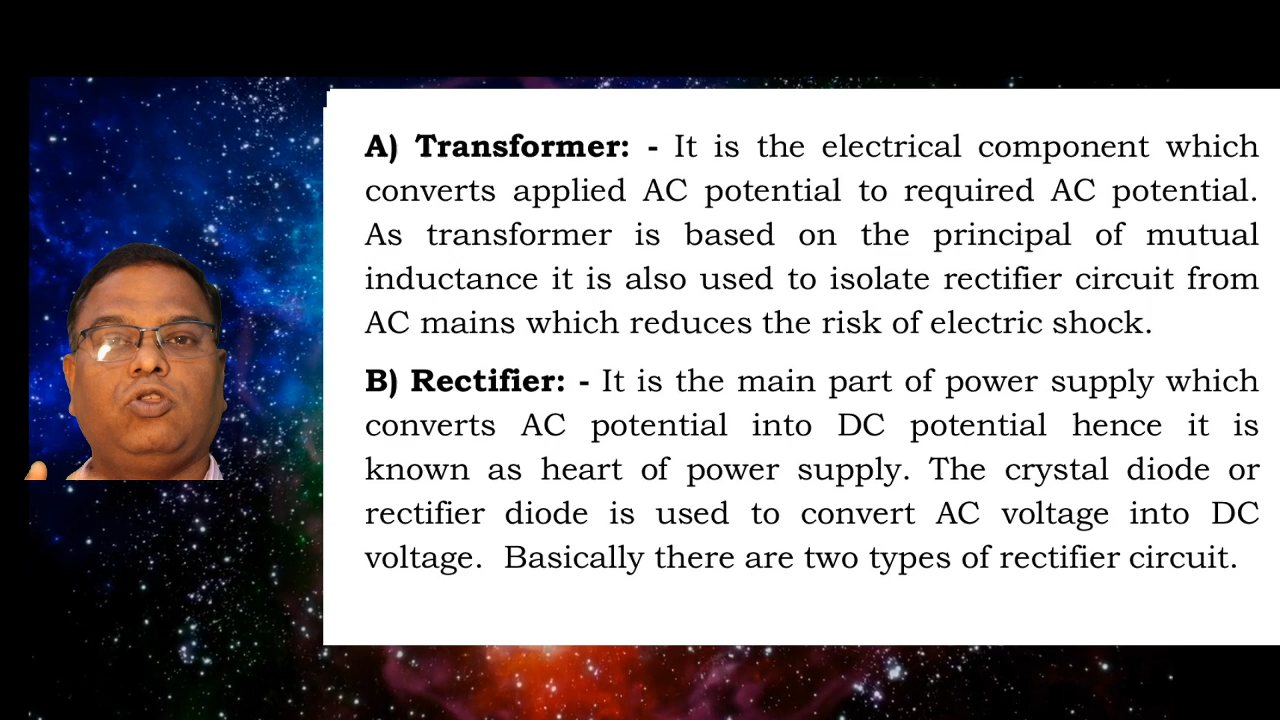 A) Transformer: - It is the electrical component which
converts applied AC potential to required AC potential.
As transformer is based on the principal of mutual
inductance it is also used to isolate rectifier circuit from
AC mains which reduces the risk of electric shock.
B) Rectifier: - It is the main part of power supply which
converts AC potential into DC potential hence it is
known as heart of power supply. The crystal diode or
rectifier diode is used to convert AC voltage into DC
voltage.  Basically there are two types of rectifier circuit.